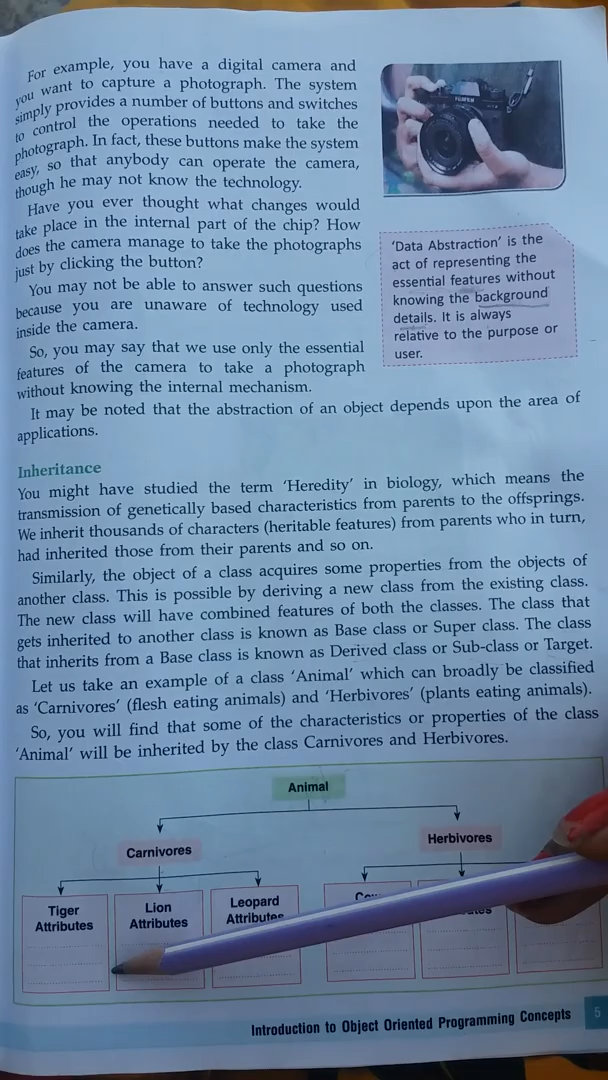 For example, you have a digital camera and
you want to capture a photograph. The system
simply provides a number of buttons and switches
to control the operations needed to take the
photograph. In fact, these buttons make the system
easy, so that anybody can operate the camera,
though he may not know the technology.
Have you ever thought what changes would
take place in the internal part of the chip? How
does the camera manage to take the photographs
just by clicking the button?
You may not be able to answer such questions
because you are unaware of technology used
inside the camera.
So, you may say that we use only the essential
features of the camera to take a photograph
without knowing the internal mechanism.
FUJIFILM
'Data Abstraction' is the
act of representing the
essential features without
knowing the background
details. It is always
relative to the purpose or
user.
It may be noted that the abstraction of an object depends upon the area of
applications.
Inheritance
You might have studied the term 'Heredity' in biology, which means the
transmission of genetically based characteristics from parents to the offsprings.
We inherit thousands of characters (heritable features) from parents who in turn,
had inherited those from their parents and so on.
Similarly, the object of a class acquires some properties from the objects of
another class. This is possible by deriving a new class from the existing class.
The new class will have combined features of both the classes. The class that
gets inherited to another class is known as Base class or Super class. The class
that inherits from a Base class is known as Derived class or Sub-class or Target.
Let us take an example of a class 'Animal' which can broadly be classified
as 'Carnivores' (flesh eating animals) and 'Herbivores' (plants eating animals).
So, you will find that some of the characteristics or properties of the class
'Animal' will be inherited by the class Carnivores and Herbivores.
Animal
Carnivores
Herbivores
Tiger
Attributes
Lion
Attributes
Leopard
Attributes
Introduction to Object Oriented Programming Concepts 5